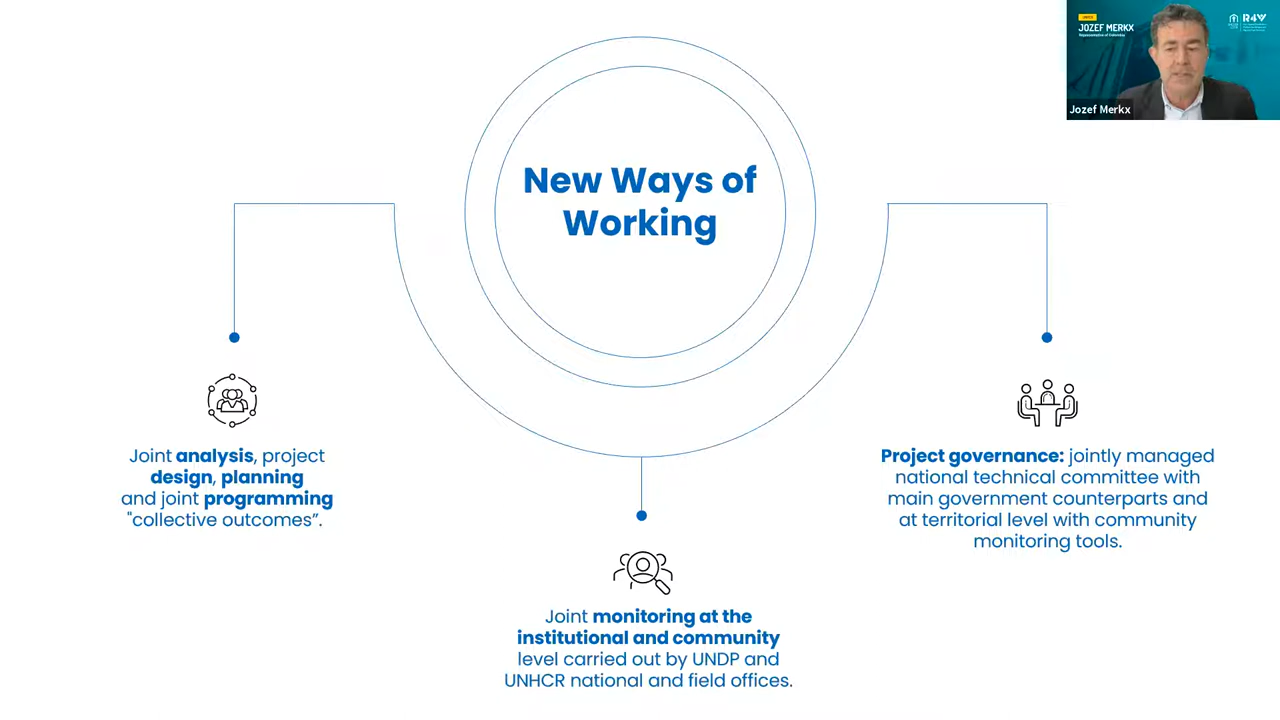 New Ways of
Working
Joint analysis, project
design, planning
and joint programming
"collective outcomes”.
Joint monitoring at the
institutional and community
level carried out by UNDP and
UNHCR national and field offices.
Project governance: jointly managed
national technical committee with
main government counterparts and
at territorial level with community
monitoring tools.
JOZEF MERKX
R4V
Jozef Merkx